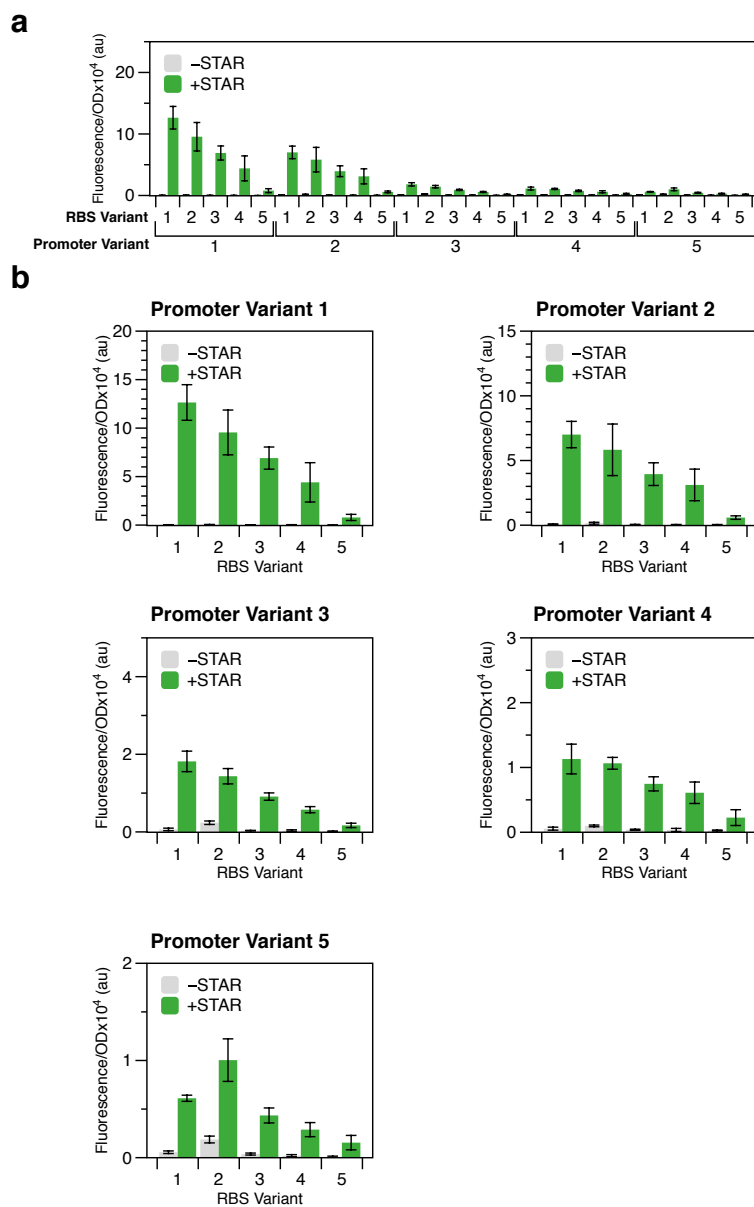 a
Fluorescence/ODx10⁴ (au)
20
10
0
–STAR
+STAR
RBS Variant 1 2 3 4 5 1 2 3 4 5 1 2 3 4 5 1 2 3 4 5 1 2 3 4 5
Promoter Variant 1 2 3 4 5
b
Promoter Variant 1
Fluorescence/ODx10⁴ (au)
20
15
10
5
0
–STAR
+STAR
1 2 3 4 5
RBS Variant
Promoter Variant 2
Fluorescence/ODx10⁴ (au)
15
10
5
0
–STAR
+STAR
1 2 3 4 5
RBS Variant
Promoter Variant 3
Fluorescence/ODx10⁴ (au)
4
2
0
–STAR
+STAR
1 2 3 4 5
RBS Variant
Promoter Variant 4
Fluorescence/ODx10⁴ (au)
3
2
1
0
–STAR
+STAR
1 2 3 4 5
RBS Variant
Promoter Variant 5
Fluorescence/ODx10⁴ (au)
2
1
0
–STAR
+STAR
1 2 3 4 5
RBS Variant